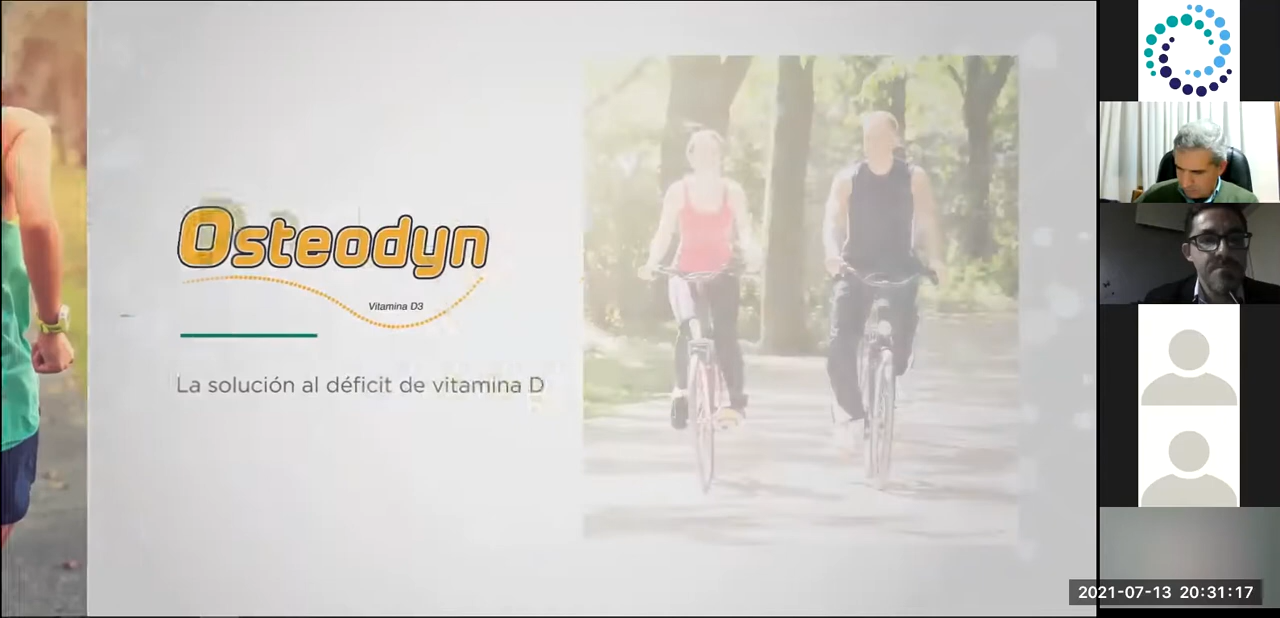 Osteodyn
Vitamina D3
La solución al déficit de vitamina D
2021-07-13 20:31:17